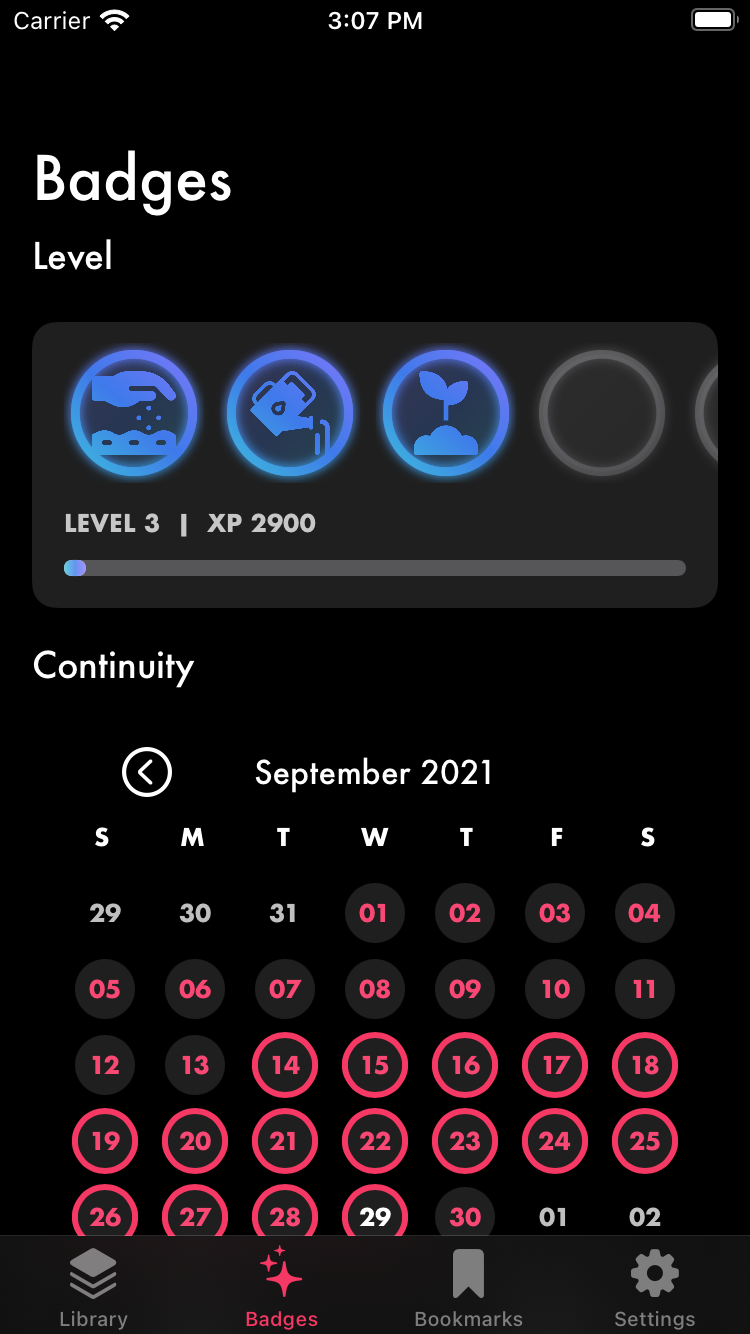 Carrier 3:07 PM
Badges
Level
LEVEL 3 | XP 2900
Continuity
September 2021
S M T W T F S
29 30 31 01 02 03 04
05 06 07 08 09 10 11
12 13 14 15 16 17 18
19 20 21 22 23 24 25
26 27 28 29 30 01 02
Library Badges Bookmarks Settings